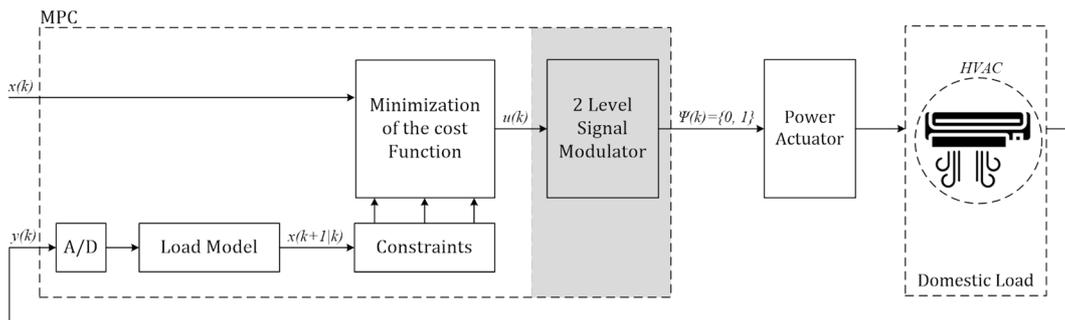 MPC
x(k)
Minimization
of the cost
Function
u(k)
2 Level
Signal
Modulator
Ψ(k)={0, 1}
Power
Actuator
HVAC
y(k)
A/D
Load Model
x(k+1|k)
Constraints
Domestic Load